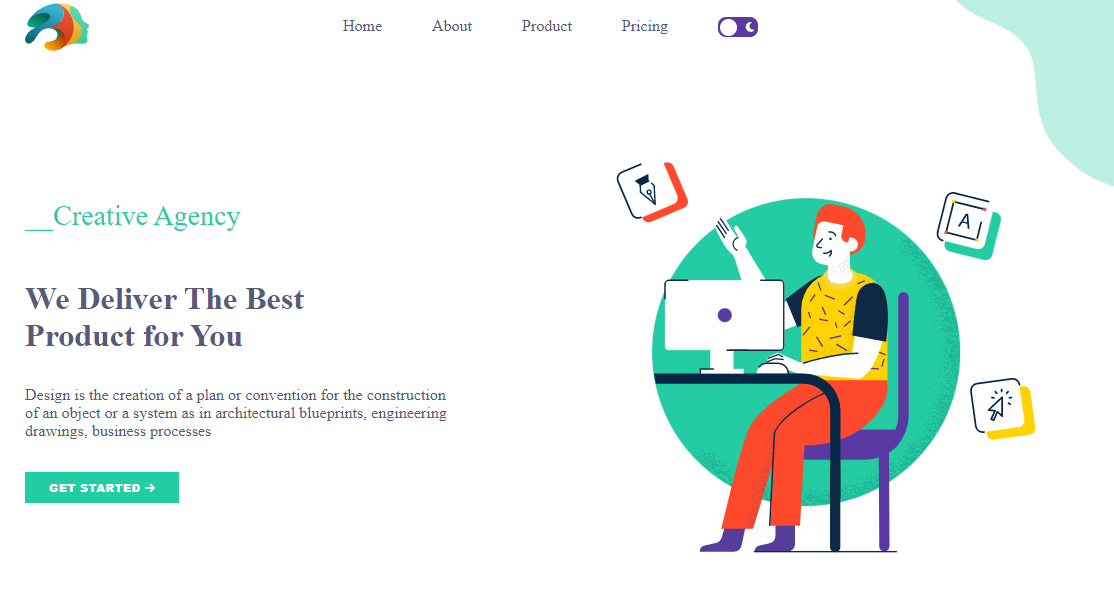 Home About Product Pricing
__Creative Agency
A
We Deliver The Best
Product for You
Design is the creation of a plan or convention for the construction
of an object or a system as in architectural blueprints, engineering
drawings, business processes
GET STARTED →